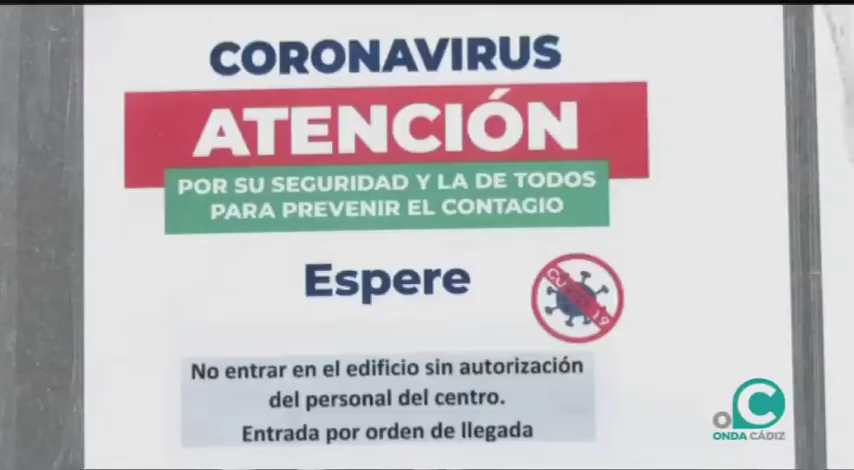 CORONAVIRUS
ATENCIÓN
POR SU SEGURIDAD Y LA DE TODOS
PARA PREVENIR EL CONTAGIO
Espere
COVID-19
No entrar en el edificio sin autorización
del personal del centro.
Entrada por orden de llegada
OC
ONDA CÁDIZ